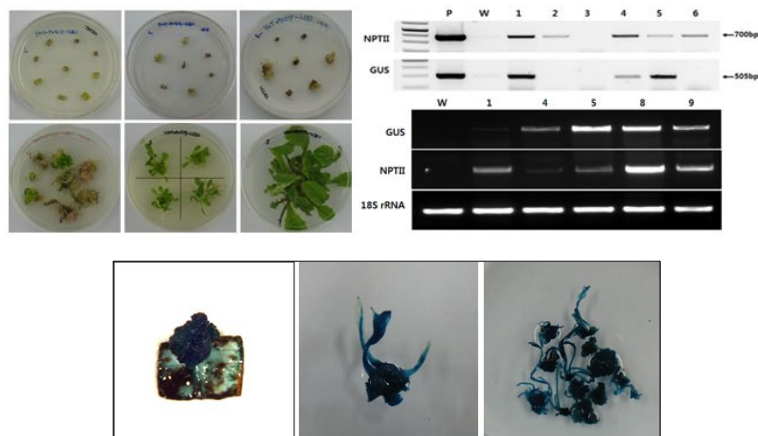 P W 1 2 3 4 5 6
NPTII ←700bp
GUS ←505bp
W 1 4 5 8 9
GUS
NPTII
18S rRNA